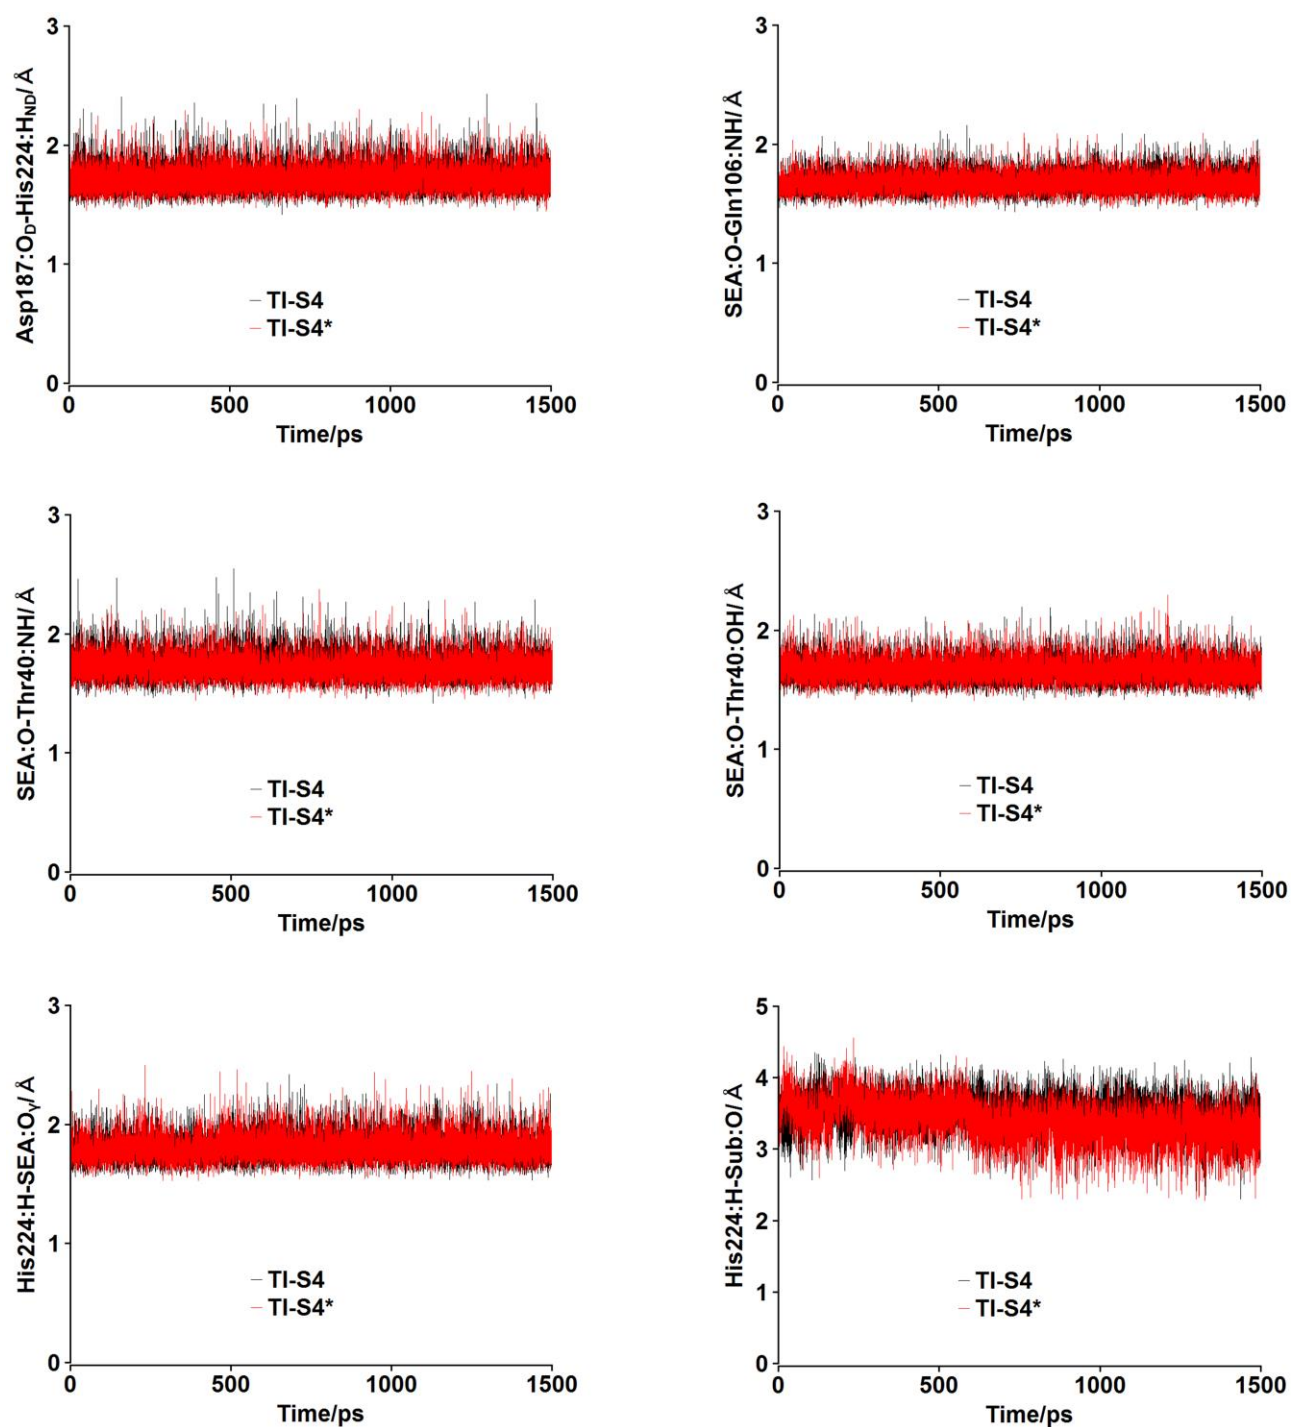 Asp187:O_D-His224:H_ND/Å
3
2
1
0
TI-S4
TI-S4*
0 500 1000 1500
Time/ps
SEA:O-Gln106:NH/Å
3
2
1
0
TI-S4
TI-S4*
0 500 1000 1500
Time/ps
SEA:O-Thr40:NH/Å
3
2
1
0
TI-S4
TI-S4*
0 500 1000 1500
Time/ps
SEA:O-Thr40:OH/Å
3
2
1
0
TI-S4
TI-S4*
0 500 1000 1500
Time/ps
His224:H-SEA:Oγ/Å
3
2
1
0
TI-S4
TI-S4*
0 500 1000 1500
Time/ps
His224:H-Sub:O/Å
5
4
3
2
1
0
TI-S4
TI-S4*
0 500 1000 1500
Time/ps